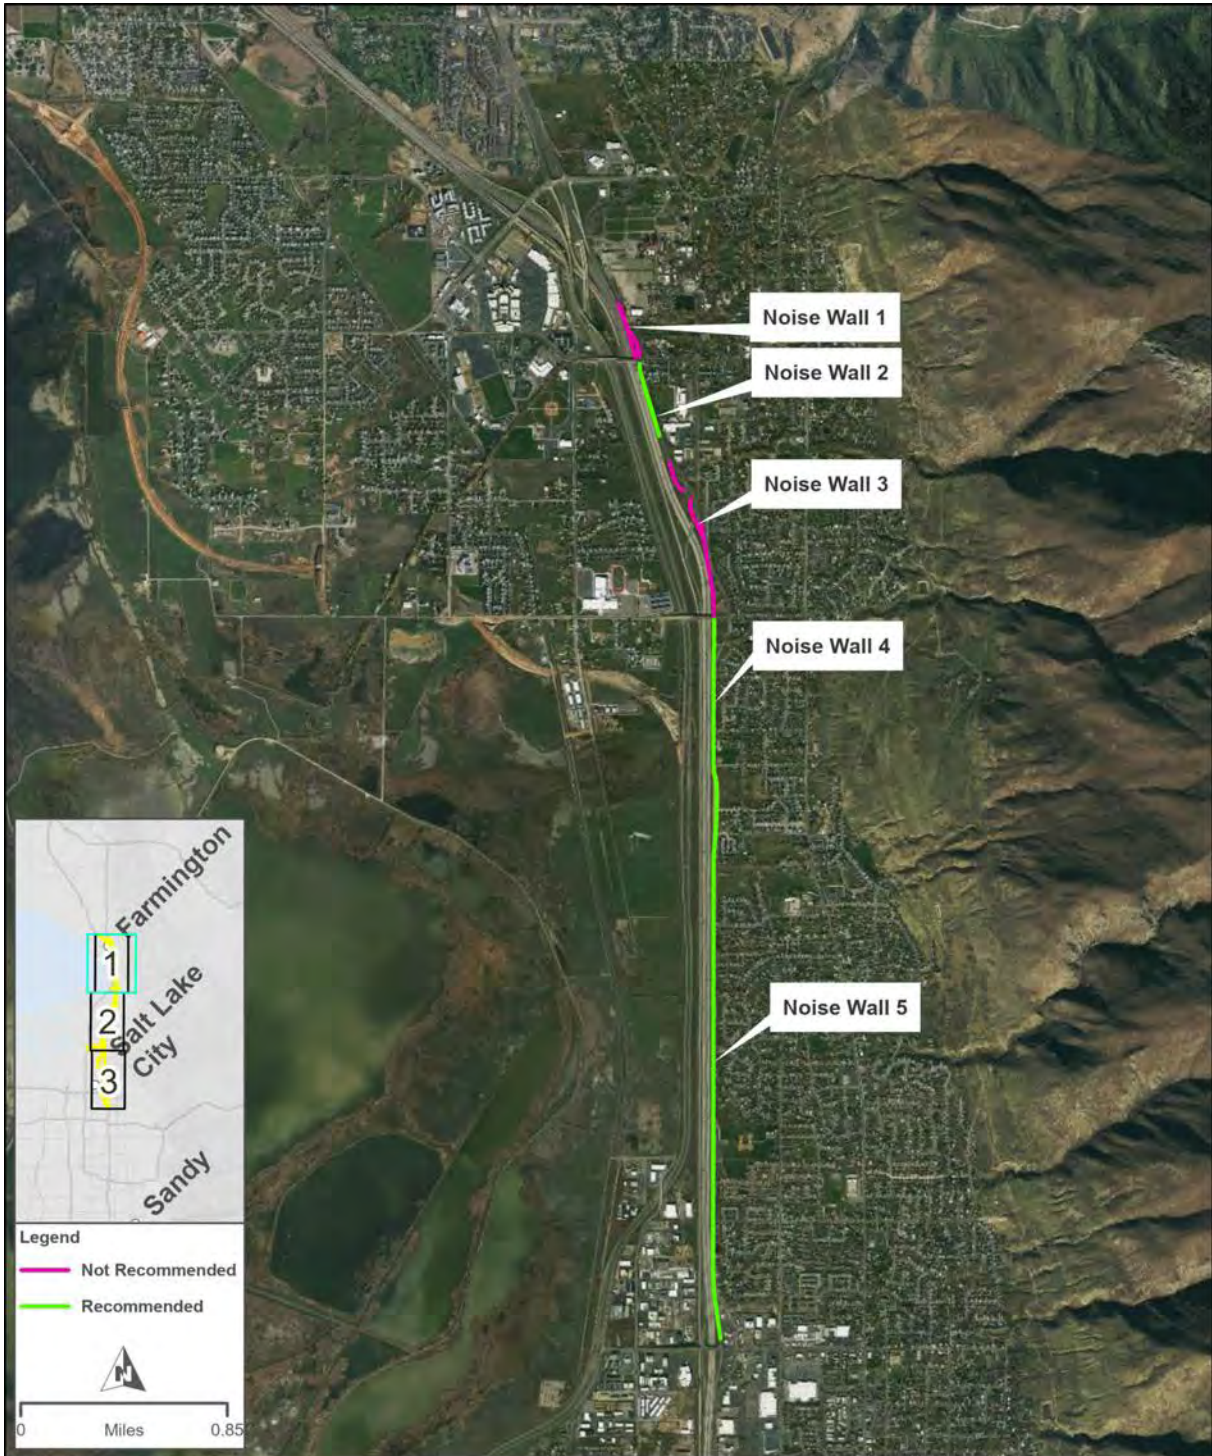 Noise Wall 1
Noise Wall 2
Noise Wall 3
Noise Wall 4
Noise Wall 5
Farmington
1
2
Salt Lake
City
3
Sandy
Legend
Not Recommended
Recommended
N
0 Miles 0.85